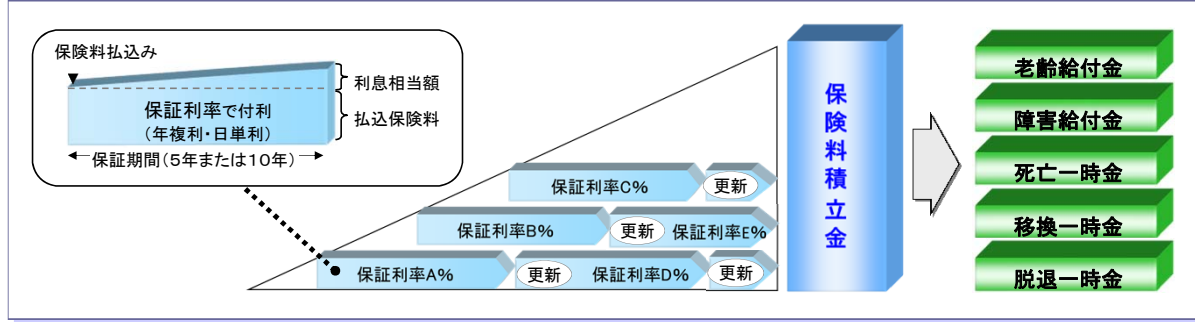 保険料払込み
利息相当額
保証利率で付利
(年複利・日単利)
払込保険料
保証期間(5年または10年)
保証利率C%
更新
保証利率B%
更新
保証利率E%
保証利率A%
更新
保証利率D%
更新
保険料積立金
老齢給付金
障害給付金
死亡一時金
移換一時金
脱退一時金